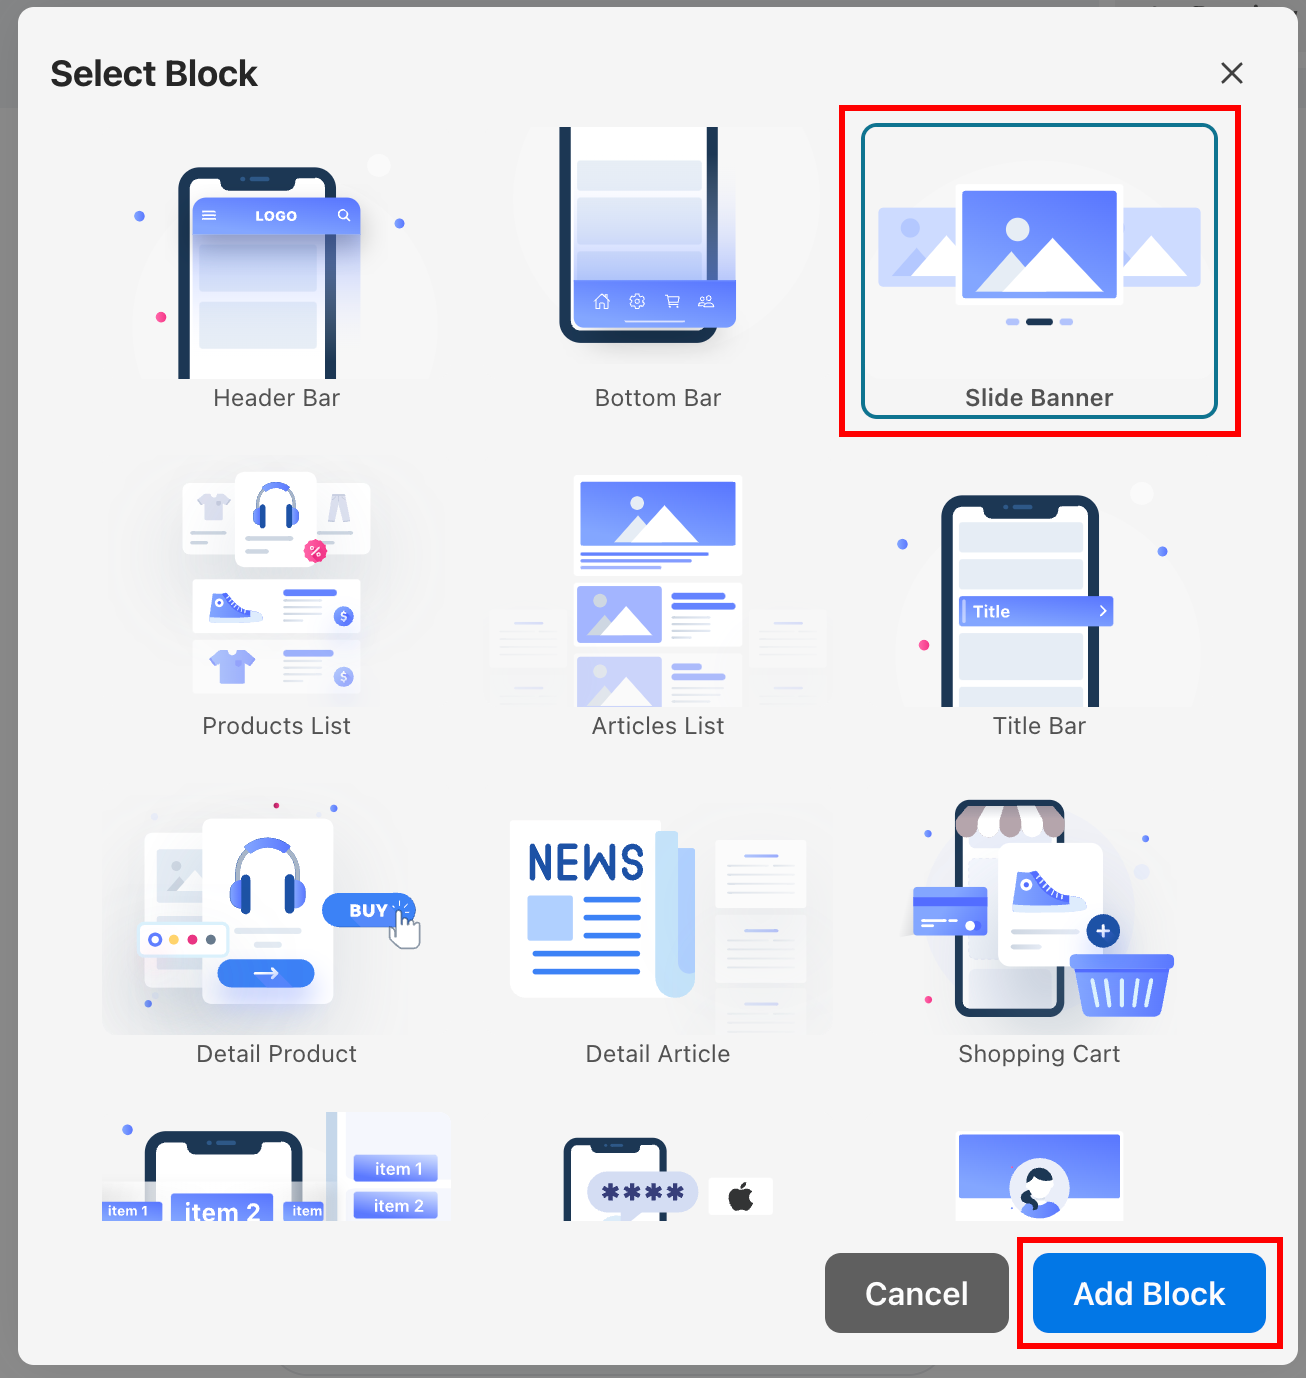 Select Block
LOGO
Header Bar
Bottom Bar
Slide Banner
%
$
$
Products List
Articles List
Title
Title Bar
BUY
Detail Product
NEWS
Detail Article
Shopping Cart
item 1
item 2
item
item 1
item 2
****
Cancel
Add Block